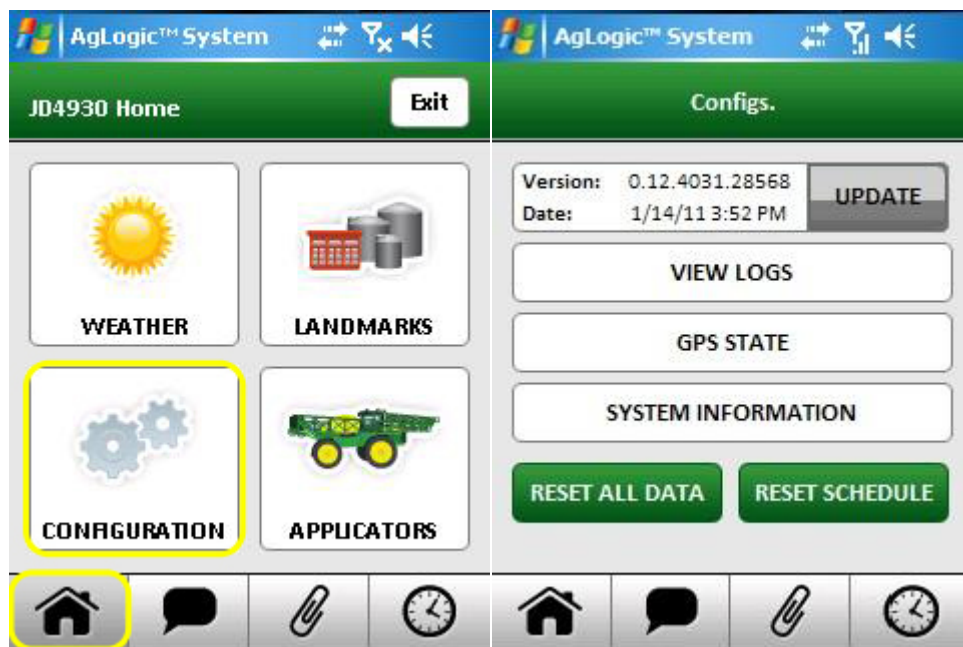 AgLogic™ System
JD4930 Home
Exit
WEATHER
LANDMARKS
CONFIGURATION
APPLICATORS
AgLogic™ System
Configs.
Version: 0.12.4031.28568
Date: 1/14/11 3:52 PM
UPDATE
VIEW LOGS
GPS STATE
SYSTEM INFORMATION
RESET ALL DATA
RESET SCHEDULE